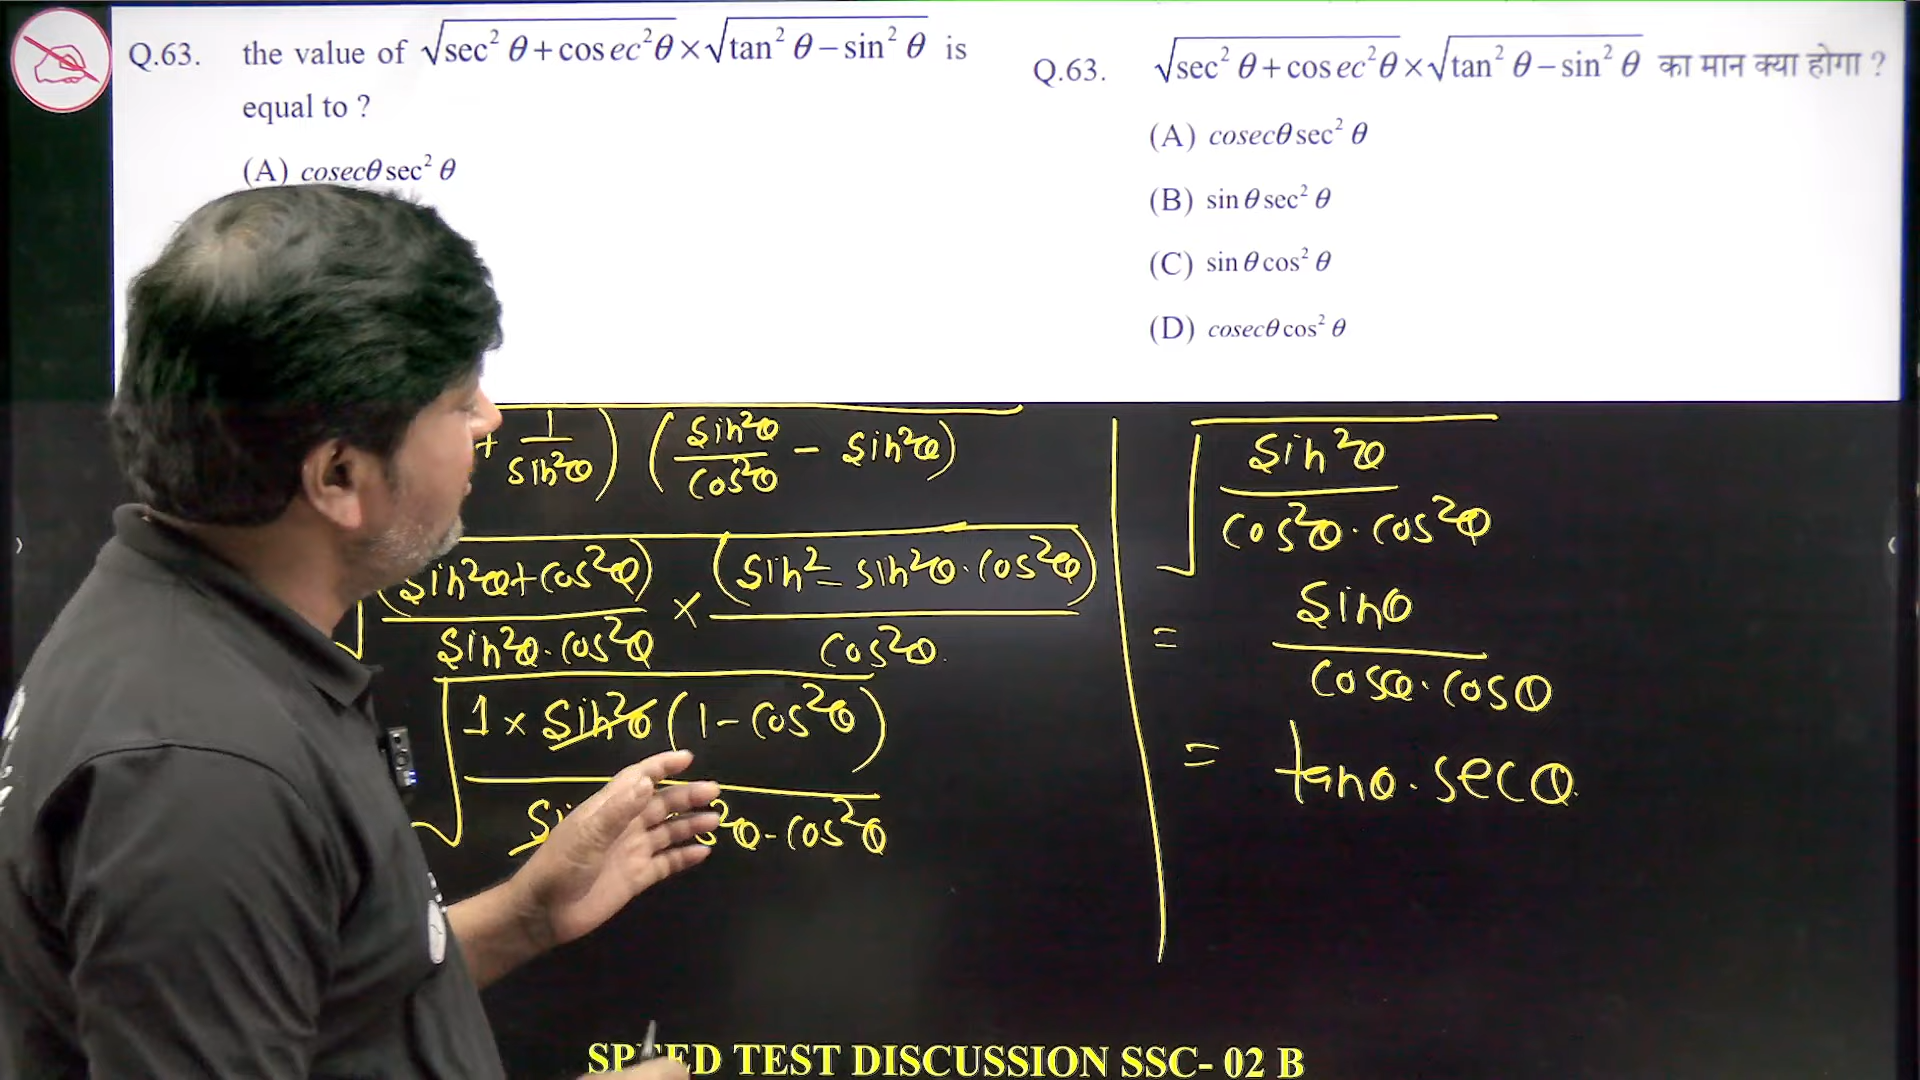 Q.63. the value of √(sec² θ + cosec²θ) × √(tan² θ − sin² θ) is
equal to ?
(A) cosecθ sec² θ
Q.63. √(sec² θ + cosec²θ) × √(tan² θ − sin² θ) का मान क्या होगा ?
(A) cosecθ sec² θ
(B) sin θ sec² θ
(C) sin θ cos² θ
(D) cosecθ cos² θ
+ 1/sin²θ) (sin²θ/cos²θ − sin²θ)
√((sin²θ + cos²θ)/(sin²θ·cos²θ) × (sin² − sin²θ·cos²θ)/cos²θ)
√(1 × sin²θ (1 − cos²θ)
cos²θ
√(sin²θ/(cos²θ·cos²θ))
= sinθ/(cosθ·cosθ)
= tanθ·secθ
SPEED TEST DISCUSSION SSC- 02 B